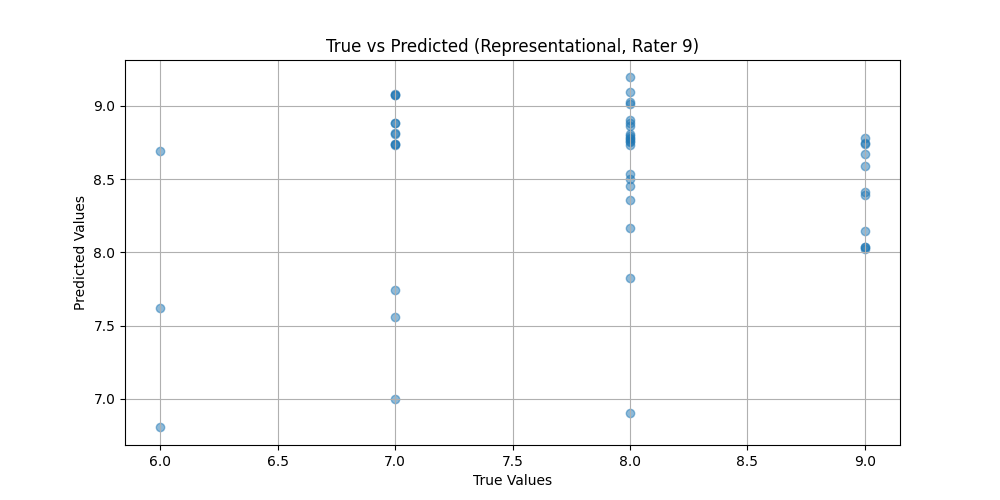 True vs Predicted (Representational, Rater 9)
Predicted Values
9.0
8.5
8.0
7.5
7.0
6.0 6.5 7.0 7.5 8.0 8.5 9.0
True Values